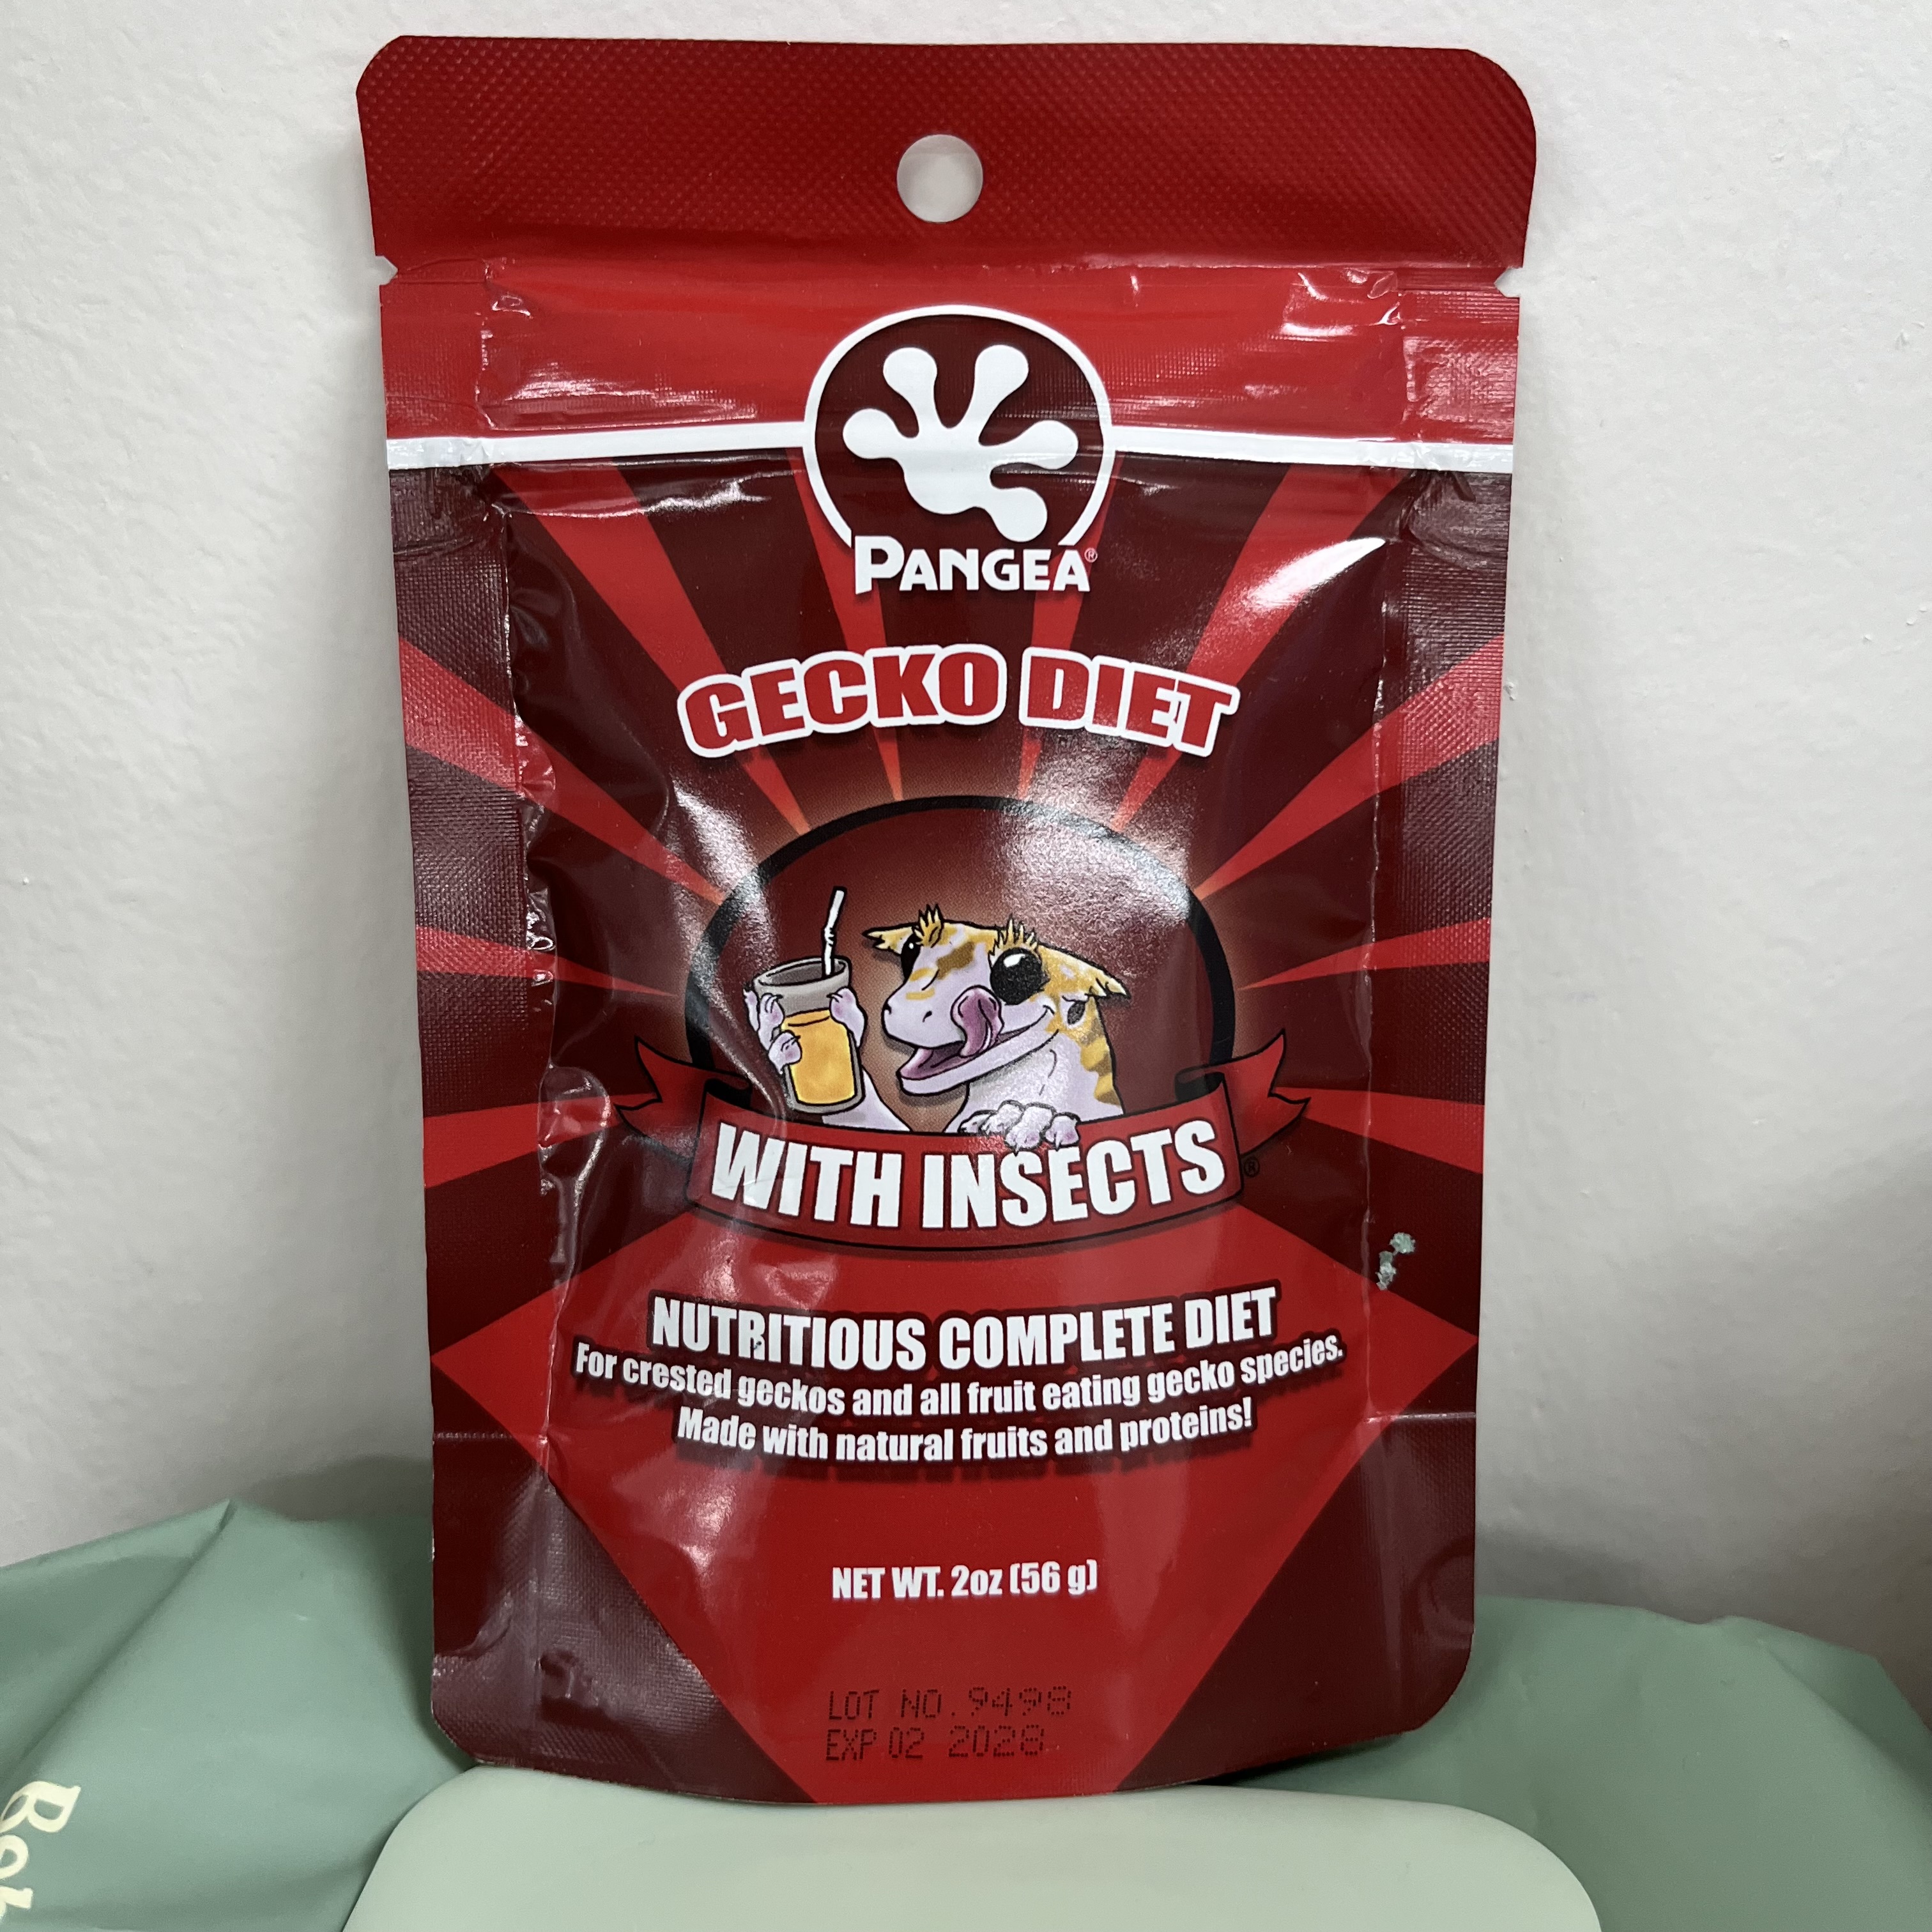 PANGEA®
GECKO DIET
WITH INSECTS®
NUTRITIOUS COMPLETE DIET
For crested geckos and all fruit eating gecko species.
Made with natural fruits and proteins!
NET WT. 2oz (56 g)
LOT NO. 9498
EXP 02 2028